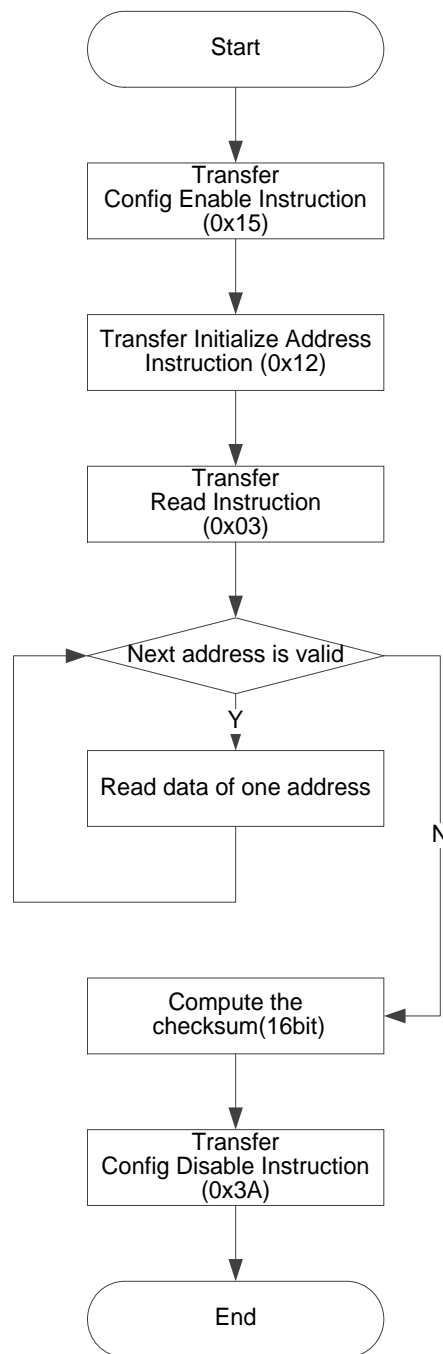 Start
Transfer
Config Enable Instruction
(0x15)
Transfer Initialize Address
Instruction (0x12)
Transfer
Read Instruction
(0x03)
Next address is valid
Y
Read data of one address
N
Compute the
checksum(16bit)
Transfer
Config Disable Instruction
(0x3A)
End